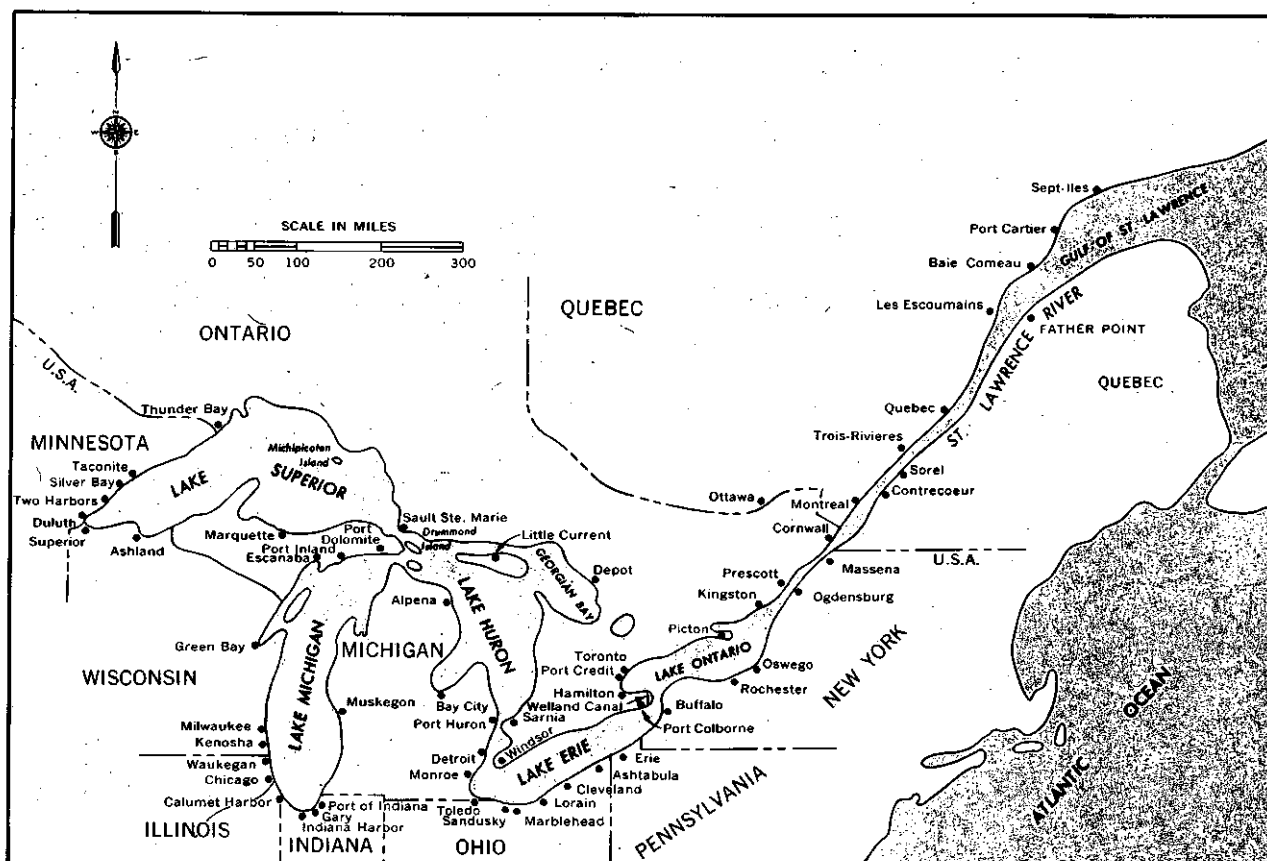 N
W
E
SCALE IN MILES
0 50 100 200 300
Sept-Iles
Port Cartier
GULF OF ST. LAWRENCE
Baie Comeau
Les Escoumains
QUEBEC
ONTARIO
FATHER POINT
ST. LAWRENCE RIVER
QUEBEC
U.S.A.
Thunder Bay
Quebec
MINNESOTA
Michipicoten
Island
Trois-Rivieres
Taconite
Silver Bay
LAKE SUPERIOR
Sorel
Two Harbors
Ottawa
Montreal
Contrecoeur
Duluth
Superior
Ashland
Marquette
Port
Dolomite
Sault Ste. Marie
Drummond
Island
Little Current
Cornwall
Port Inland
Escanaba
GEORGIAN BAY
Depot
Massena
U.S.A.
Prescott
Ogdensburg
Alpena
Kingston
LAKE HURON
Picton
Green Bay
MICHIGAN
WISCONSIN
LAKE MICHIGAN
Toronto
Port Credit
LAKE ONTARIO
Oswego
Rochester
NEW YORK
Hamilton
Welland Canal
Muskegon
Bay City
Port Huron
Sarnia
Buffalo
Port Colborne
OCEAN
Milwaukee
Kenosha
Waukegan
Chicago
Detroit
Windsor
Monroe
LAKE ERIE
Erie
Ashtabula
Cleveland
Calumet Harbor
Port of Indiana
Gary
Indiana Harbor
Toledo
Sandusky
Lorain
Marblehead
PENNSYLVANIA
ATLANTIC
ILLINOIS
INDIANA
OHIO